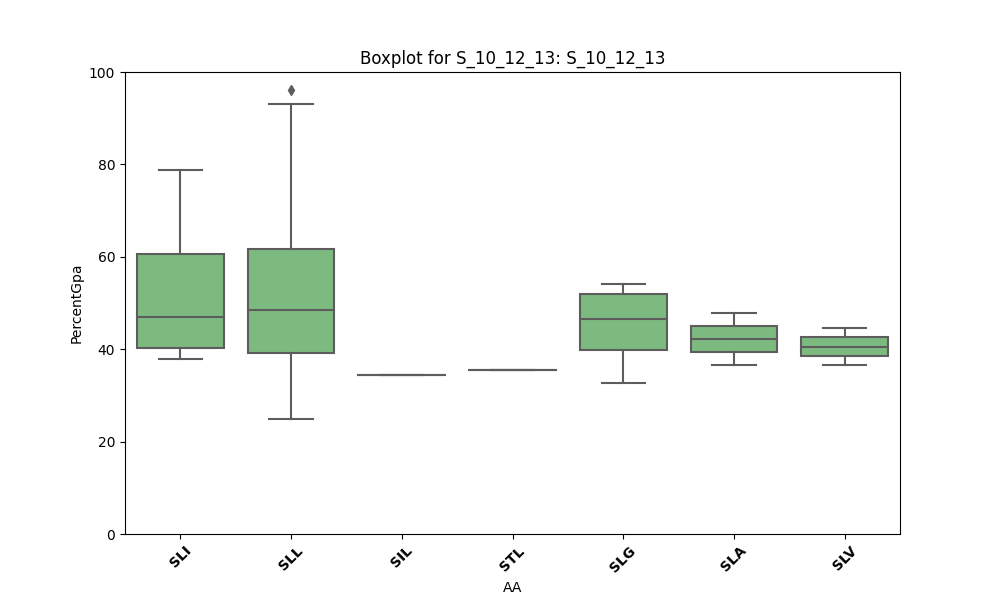 Boxplot for S_10_12_13: S_10_12_13
100
80
60
40
20
0
PercentGpa
SLI
SLL
SIL
STL
SLG
SLA
SLV
AA